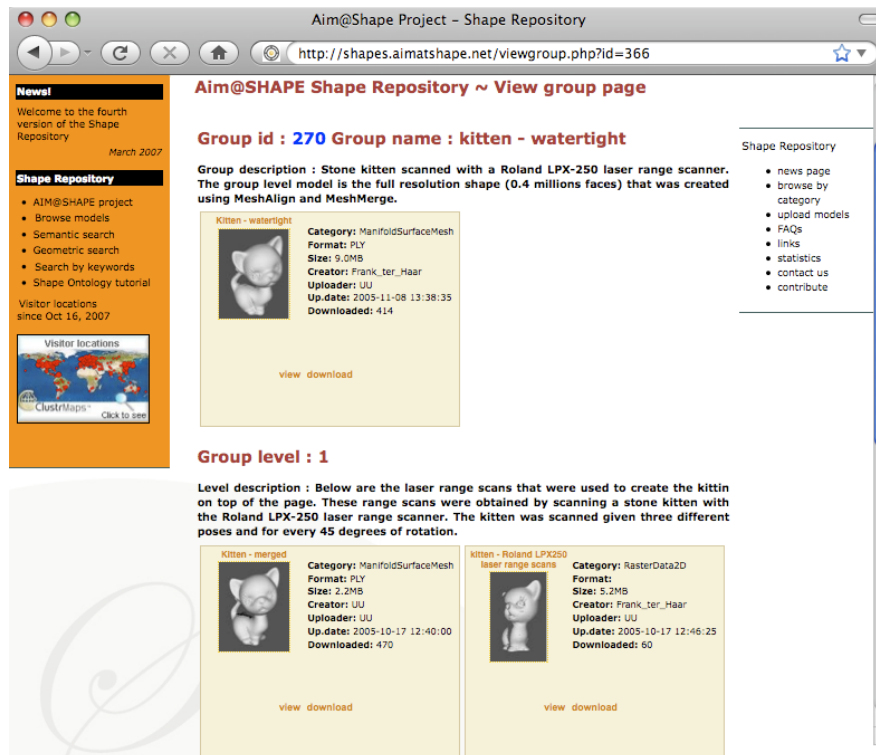 Aim@Shape Project – Shape Repository
http://shapes.aimatshape.net/viewgroup.php?id=366
News!
Welcome to the fourth
version of the Shape
Repository
March 2007
Shape Repository
AIM@SHAPE project
Browse models
Semantic search
Geometric search
Search by keywords
Shape Ontology tutorial
Visitor locations
since Oct 16, 2007
Visitor locations
ClustrMaps
Click to see
Aim@SHAPE Shape Repository ~ View group page
Group id : 270 Group name : kitten - watertight
Group description : Stone kitten scanned with a Roland LPX-250 laser range scanner.
The group level model is the full resolution shape (0.4 millions faces) that was created
using MeshAlign and MeshMerge.
Kitten - watertight
Category: ManifoldSurfaceMesh
Format: PLY
Size: 9.0MB
Creator: Frank_ter_Haar
Uploader: UU
Up.date: 2005-11-08 13:38:35
Downloaded: 414
view download
Group level : 1
Level description : Below are the laser range scans that were used to create the kittin
on top of the page. These range scans were obtained by scanning a stone kitten with
the Roland LPX-250 laser range scanner. The kitten was scanned given three different
poses and for every 45 degrees of rotation.
Kitten - merged
Category: ManifoldSurfaceMesh
Format: PLY
Size: 2.2MB
Creator: UU
Uploader: UU
Up.date: 2005-10-17 12:40:00
Downloaded: 470
view download
kitten - Roland LPX250
laser range scans
Category: RasterData2D
Format:
Size: 5.2MB
Creator: Frank_ter_Haar
Uploader: UU
Up.date: 2005-10-17 12:46:25
Downloaded: 60
view download
Shape Repository
news page
browse by
category
upload models
FAQs
links
statistics
contact us
contribute